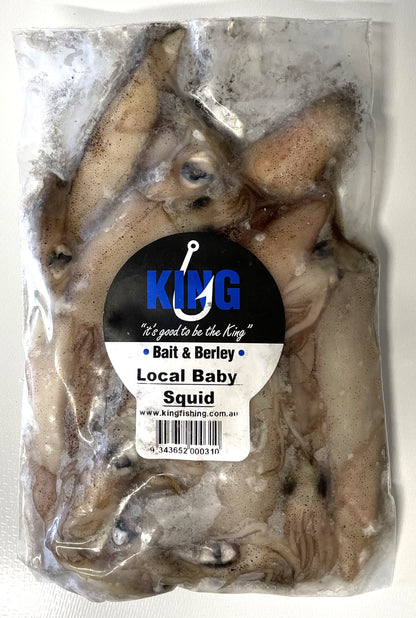 KING
"it's good to be the King"
• Bait & Berley •
Local Baby
Squid
www.kingfishing.com.au
9 343652 000310